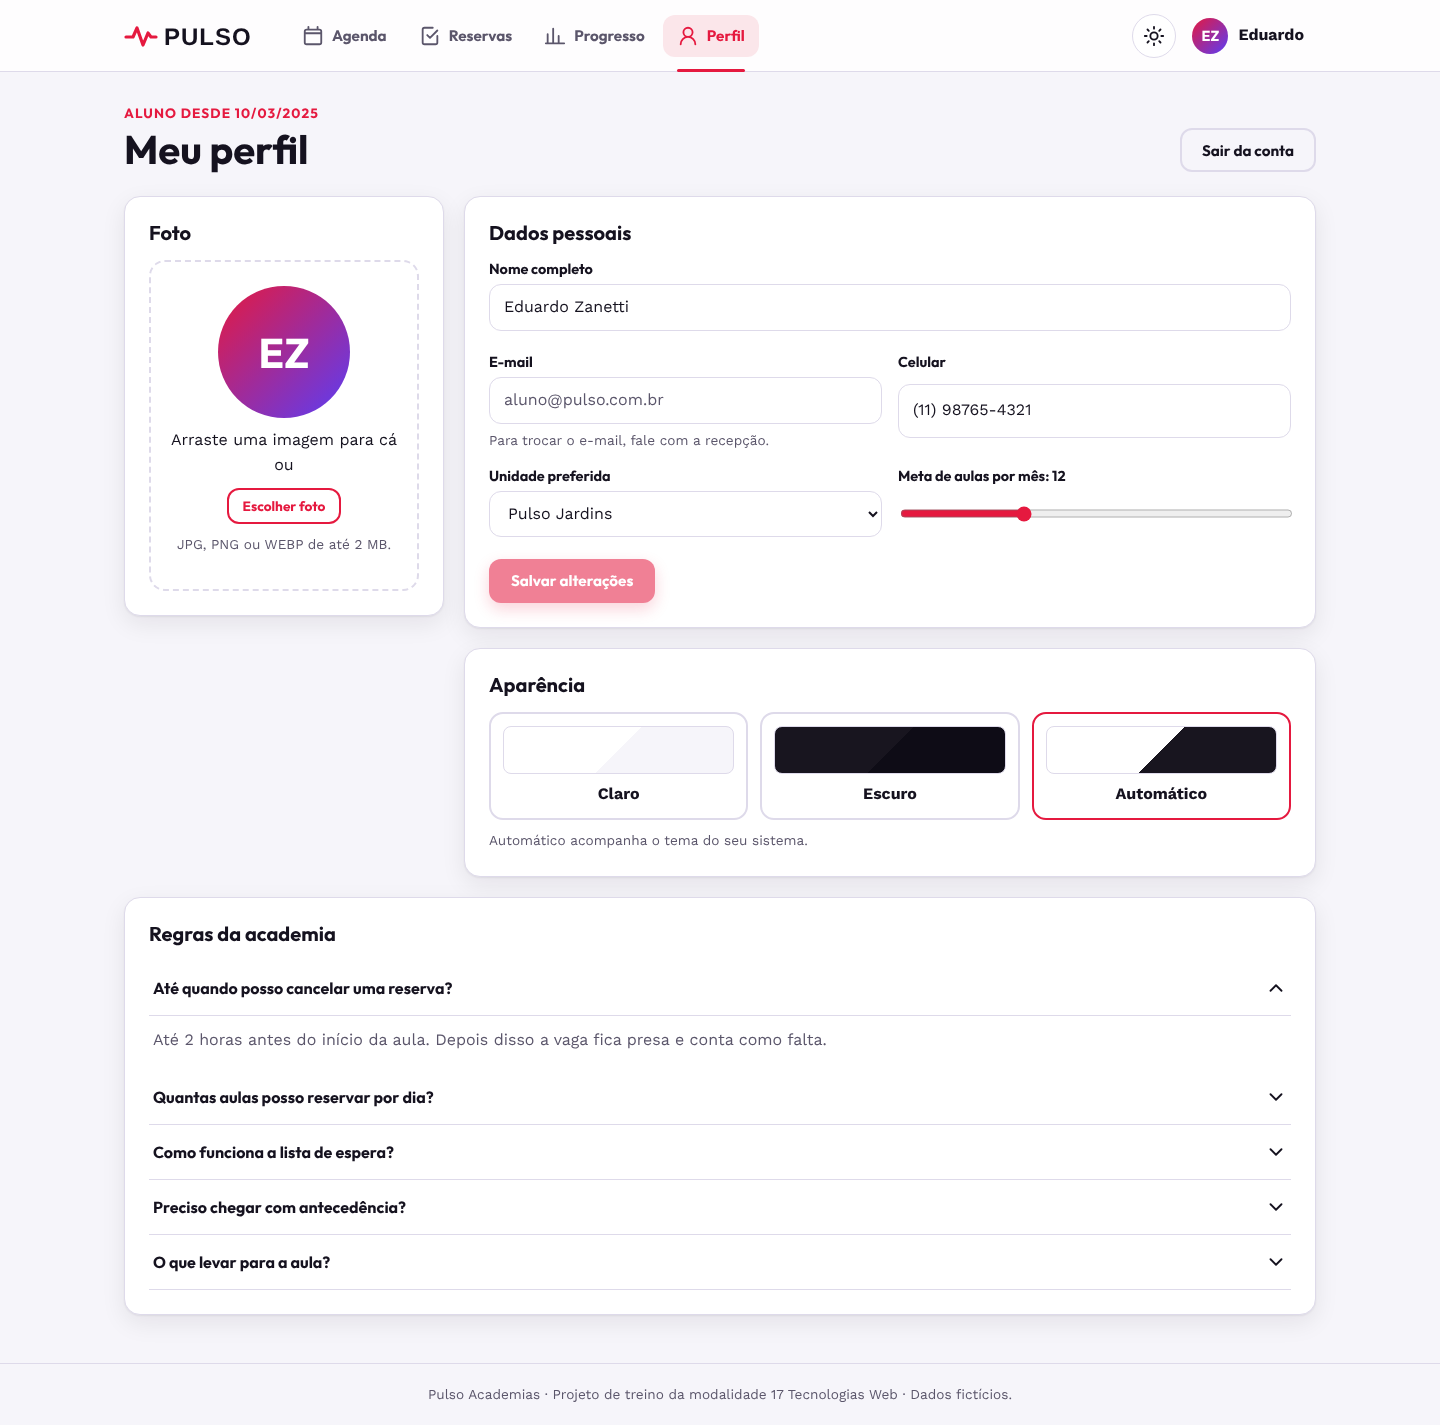 PULSO
Agenda
Reservas
Progresso
Perfil
EZ
Eduardo
ALUNO DESDE 10/03/2025
Meu perfil
Sair da conta
Foto
EZ
Arraste uma imagem para cá
ou
Escolher foto
JPG, PNG ou WEBP de até 2 MB.
Dados pessoais
Nome completo
Eduardo Zanetti
E-mail
aluno@pulso.com.br
Para trocar o e-mail, fale com a recepção.
Celular
(11) 98765-4321
Unidade preferida
Pulso Jardins
Meta de aulas por mês: 12
Salvar alterações
Aparência
Claro
Escuro
Automático
Automático acompanha o tema do seu sistema.
Regras da academia
Até quando posso cancelar uma reserva?
Até 2 horas antes do início da aula. Depois disso a vaga fica presa e conta como falta.
Quantas aulas posso reservar por dia?
Como funciona a lista de espera?
Preciso chegar com antecedência?
O que levar para a aula?
Pulso Academias · Projeto de treino da modalidade 17 Tecnologias Web · Dados fictícios.